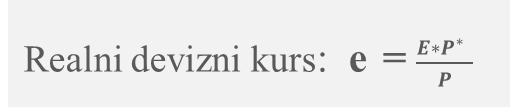 Realni devizni kurs: e = E*P* / P